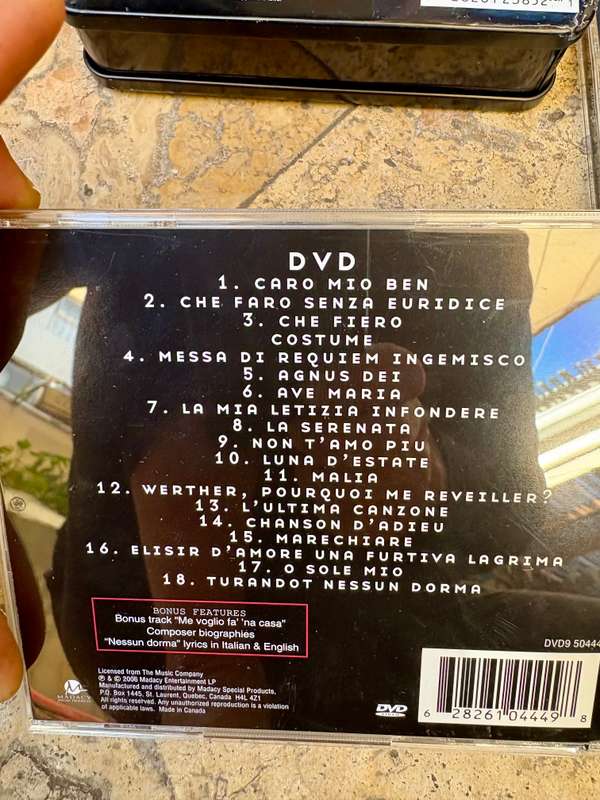 DVD
1. CARO MIO BEN
2. CHE FARO SENZA EURIDICE
3. CHE FIERO
COSTUME
4. MESSA DI REQUIEM INGEMISCO
5. AGNUS DEI
6. AVE MARIA
7. LA MIA LETIZIA INFONDERE
8. LA SERENATA
9. NON T'AMO PIU
10. LUNA D'ESTATE
11. MALIA
12. WERTHER, POURQUOI ME REVEILLER?
13. L'ULTIMA CANZONE
14. CHANSON D'ADIEU
15. MARECHIARE
16. ELISIR D'AMORE UNA FURTIVA LAGRIMA
17. O SOLE MIO
18. TURANDOT NESSUN DORMA
BONUS FEATURES
Bonus track "Me voglio fa' 'na casa"
Composer biographies
"Nessun dorma" lyrics in Italian & English
DVD9 50444
Licensed from The Music Company
℗ & © 2006 Madacy Entertainment LP
Manufactured and distributed by Madacy Special Products,
P.O. Box 1445, St. Laurent, Quebec, Canada H4L 4Z1
All rights reserved. Any unauthorized reproduction is a violation
of applicable laws. Made in Canada
MADACY
DVD
VIDEO
6 28261 04449 8